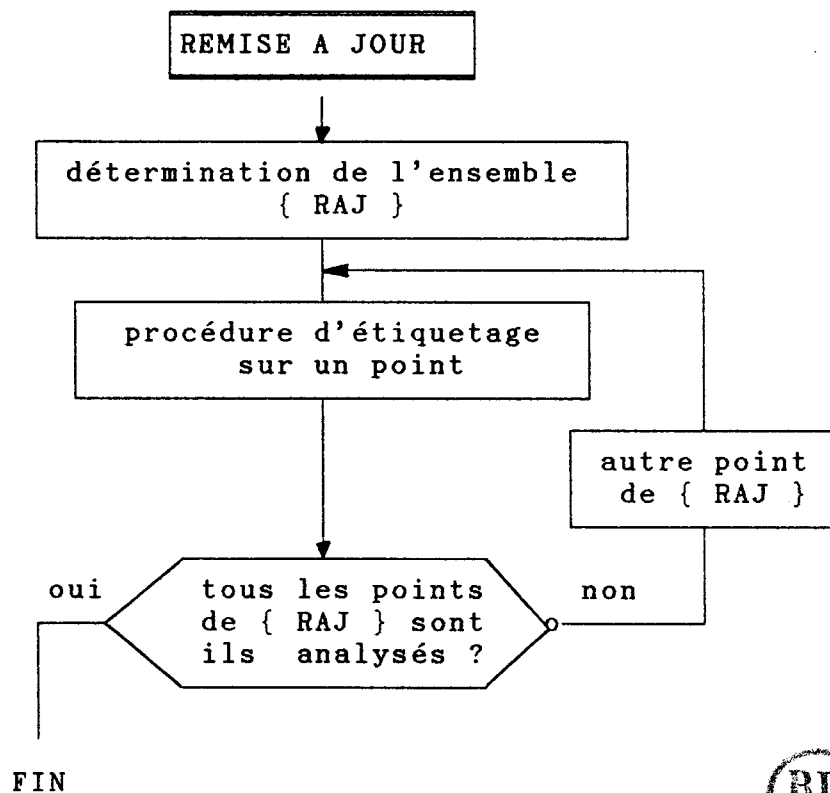 REMISE A JOUR
détermination de l'ensemble
{ RAJ }
procédure d'étiquetage
sur un point
autre point
de { RAJ }
oui
tous les points
de { RAJ } sont
ils analysés ?
non
FIN